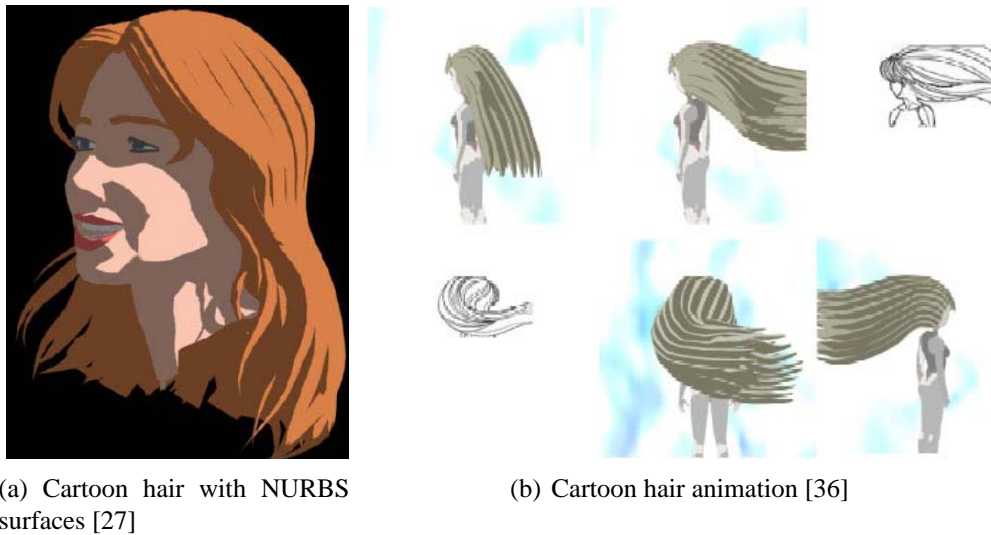 (a) Cartoon hair with NURBS
surfaces [27]
(b) Cartoon hair animation [36]